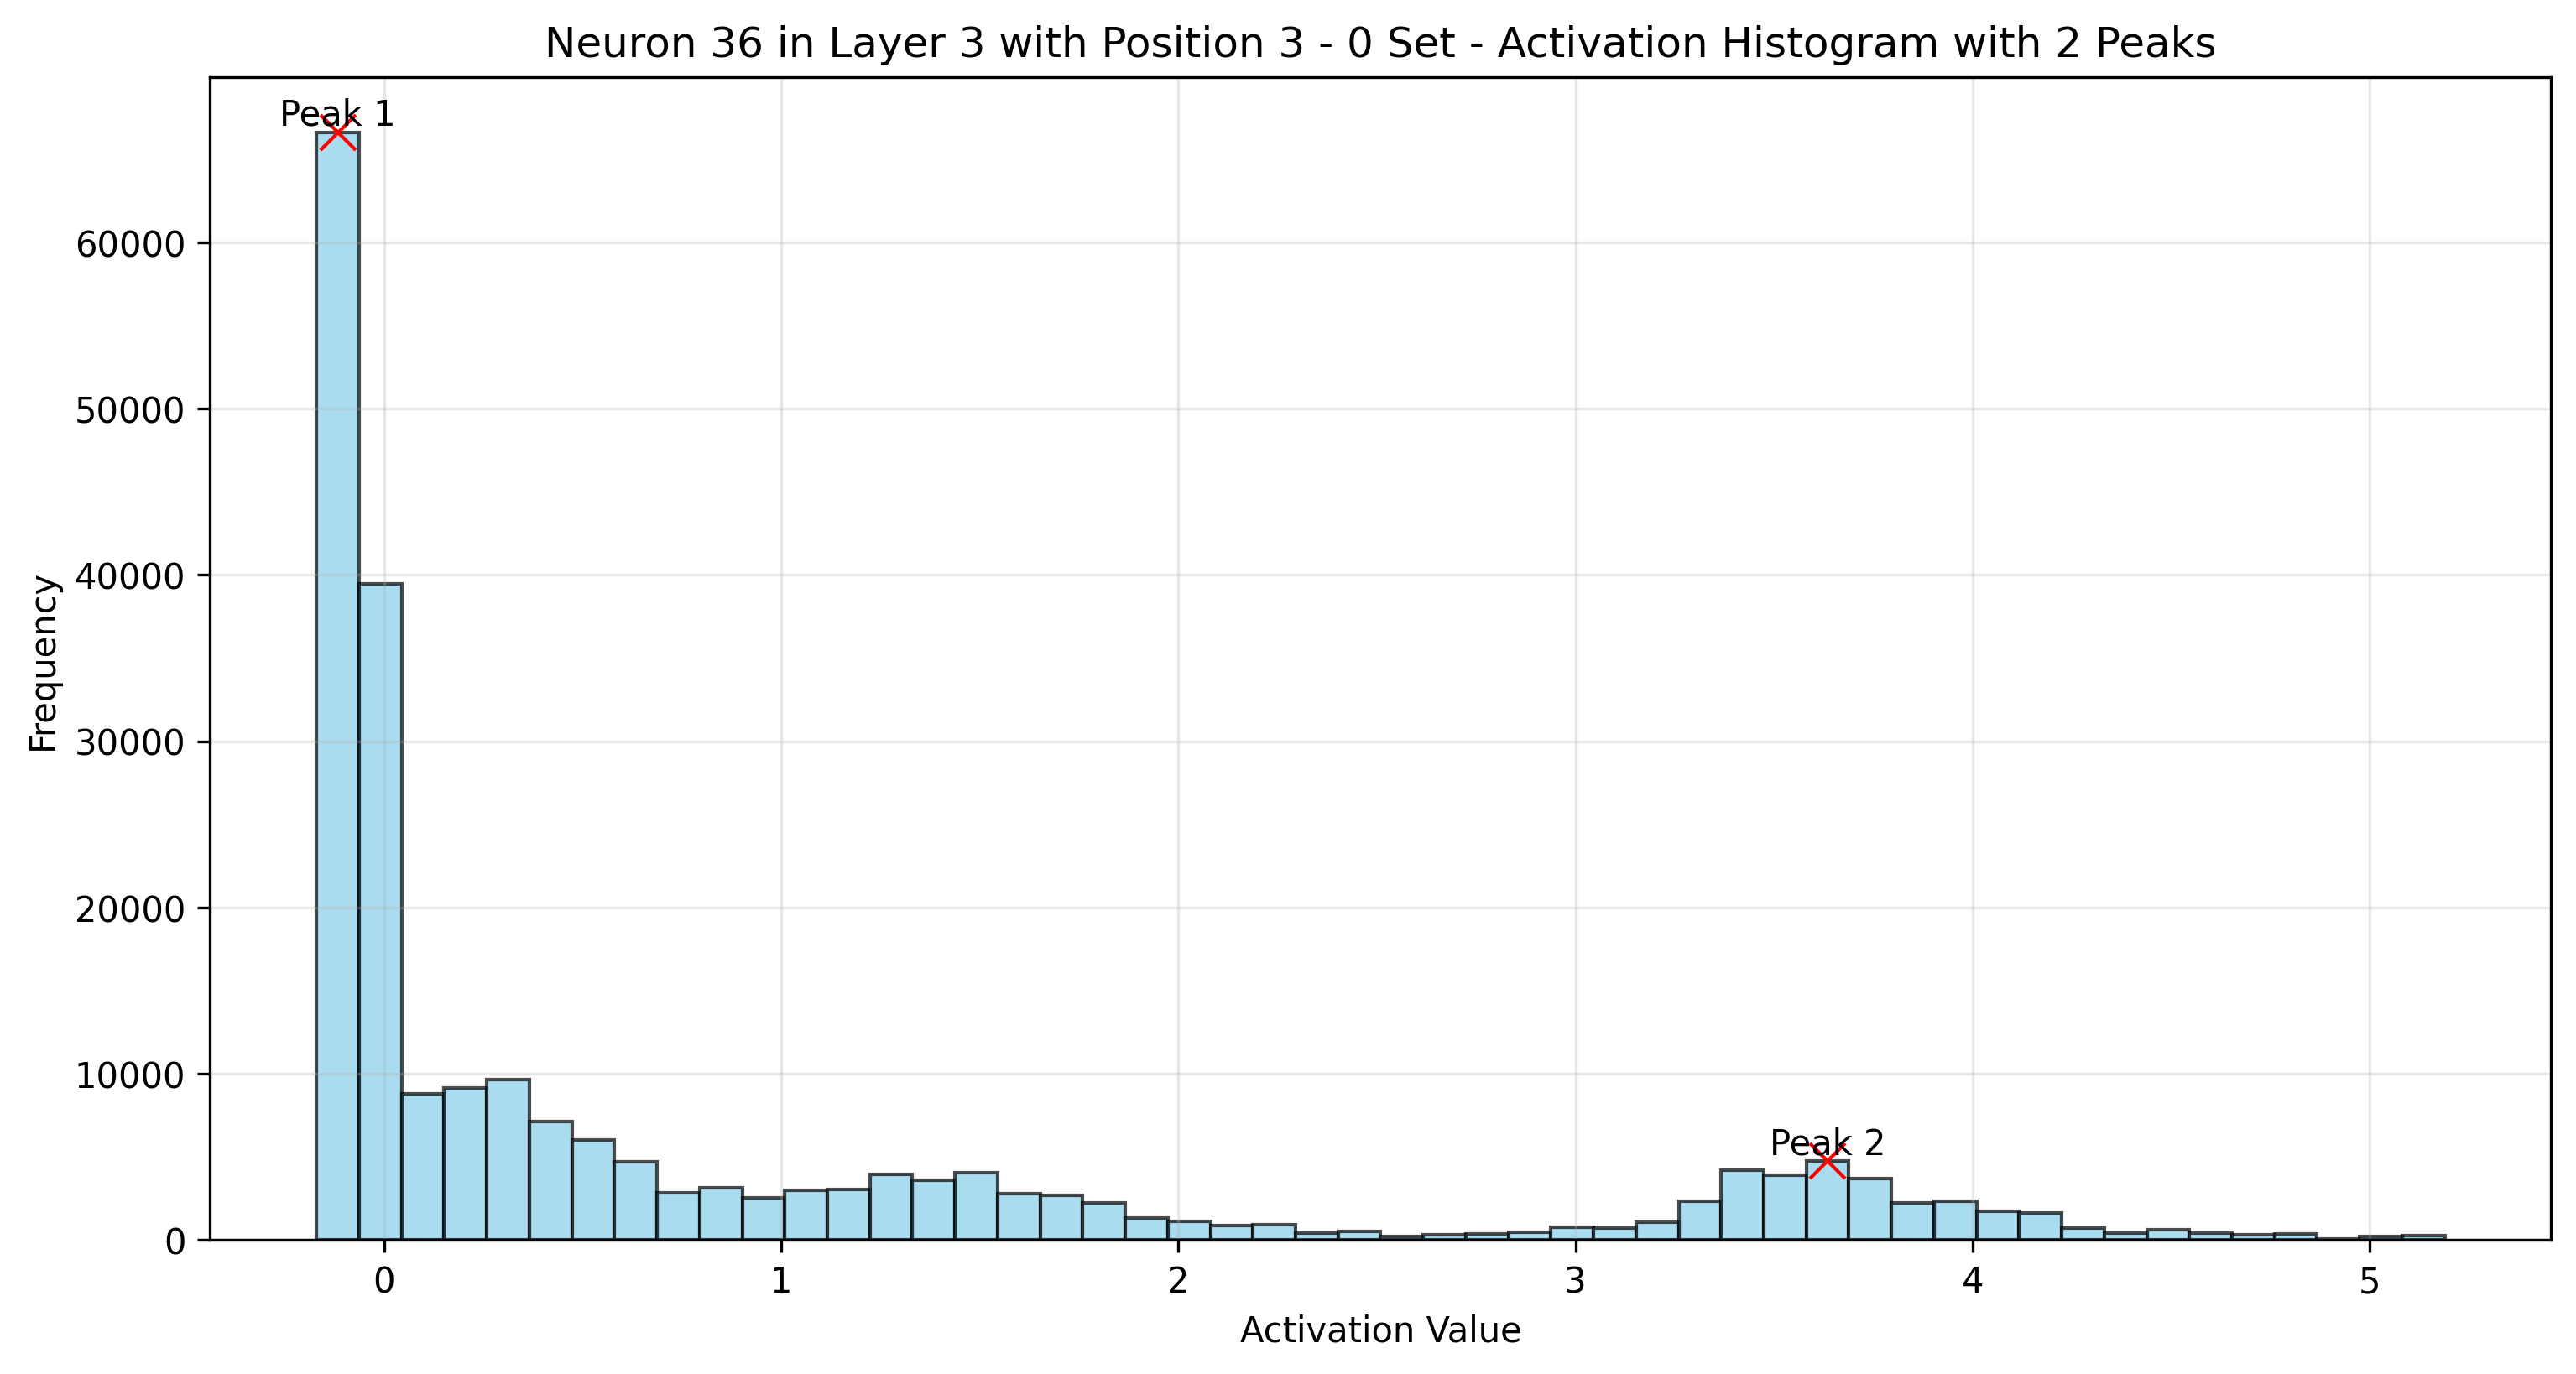 Neuron 36 in Layer 3 with Position 3 - 0 Set - Activation Histogram with 2 Peaks
Peak 1
60000
50000
40000
30000
20000
10000
0
Frequency
Peak 2
0 1 2 3 4 5
Activation Value